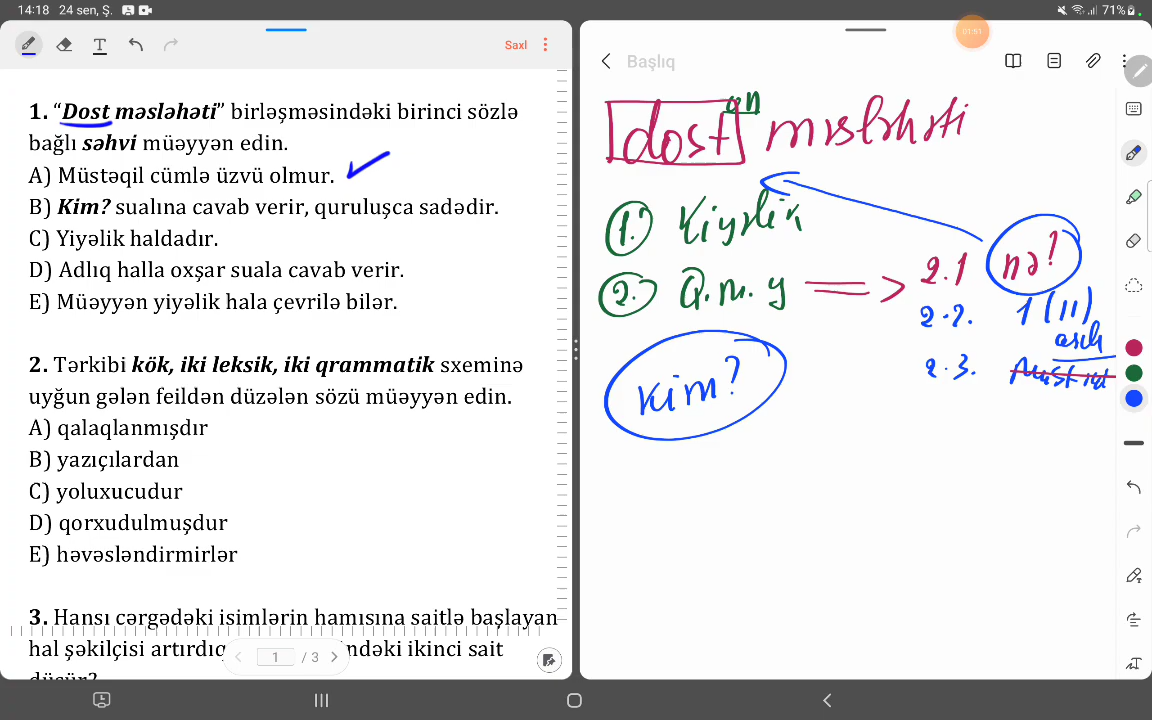 14:18 24 sen, Ş. 71%
Saxl
1. “Dost məsləhəti” birləşməsindəki birinci sözlə
bağlı səhvi müəyyən edin.
A) Müstəqil cümlə üzvü olmur.
B) Kim? sualına cavab verir, quruluşca sadədir.
C) Yiyəlik haldadır.
D) Adlıq halla oxşar suala cavab verir.
E) Müəyyən yiyəlik hala çevrilə bilər.
2. Tərkibi kök, iki leksik, iki qrammatik sxeminə
uyğun gələn feildən düzələn sözü müəyyən edin.
A) qalaqlanmışdır
B) yazıçılardan
C) yoluxucudur
D) qorxudulmuşdur
E) həvəsləndirmirlər
3. Hansı cərgədəki isimlərin hamısına saitlə başlayan
hal şəkilçisi artırdıq ndəki ikinci sait
düşür?
1 / 3
Başlıq
dost məsləhəti
1. Yiyəlik
2. Q.m.y => 2.1 nə?
2.2. 1 (II)
asılı
2.3.
Kim?